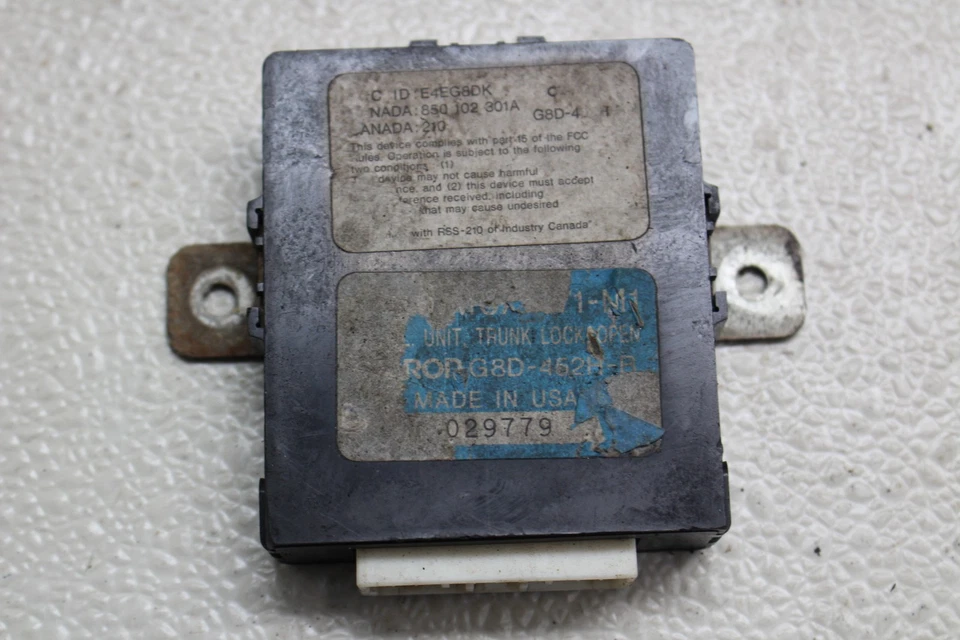 C ID E4EG8DK C
NADA: 850 102 301A G8D-4
ANADA: 210
This device complies with part 15 of the FCC
ules. Operation is subject to the following
two conditions. (1)
device may not cause harmful
nce, and (2) this device must accept
ference received, including
that may cause undesired
with RSS-210 of Industry Canada"
1-N11
UNIT, TRUNK LOCK&OPEN
ROP G8D-452H-
MADE IN USA
029779